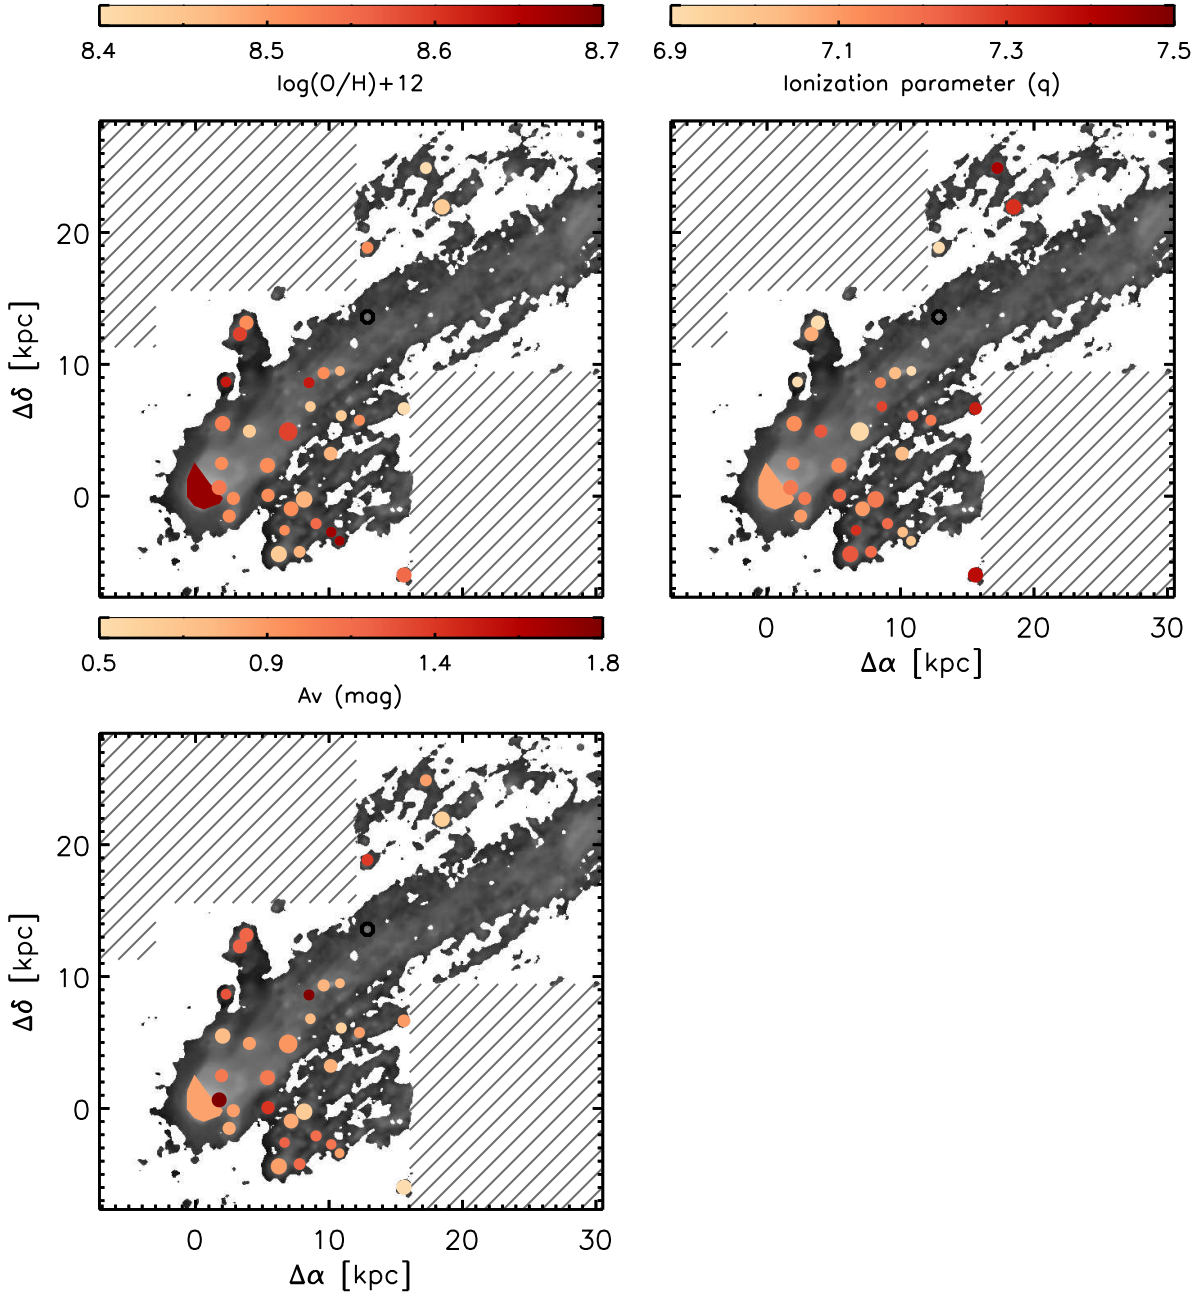 8.4 8.5 8.6 8.7
log(O/H)+12
6.9 7.1 7.3 7.5
Ionization parameter (q)
20
10
0
Δδ [kpc]
0 10 20 30
Δα [kpc]
0.5 0.9 1.4 1.8
Av (mag)
20
10
0
Δδ [kpc]
0 10 20 30
Δα [kpc]